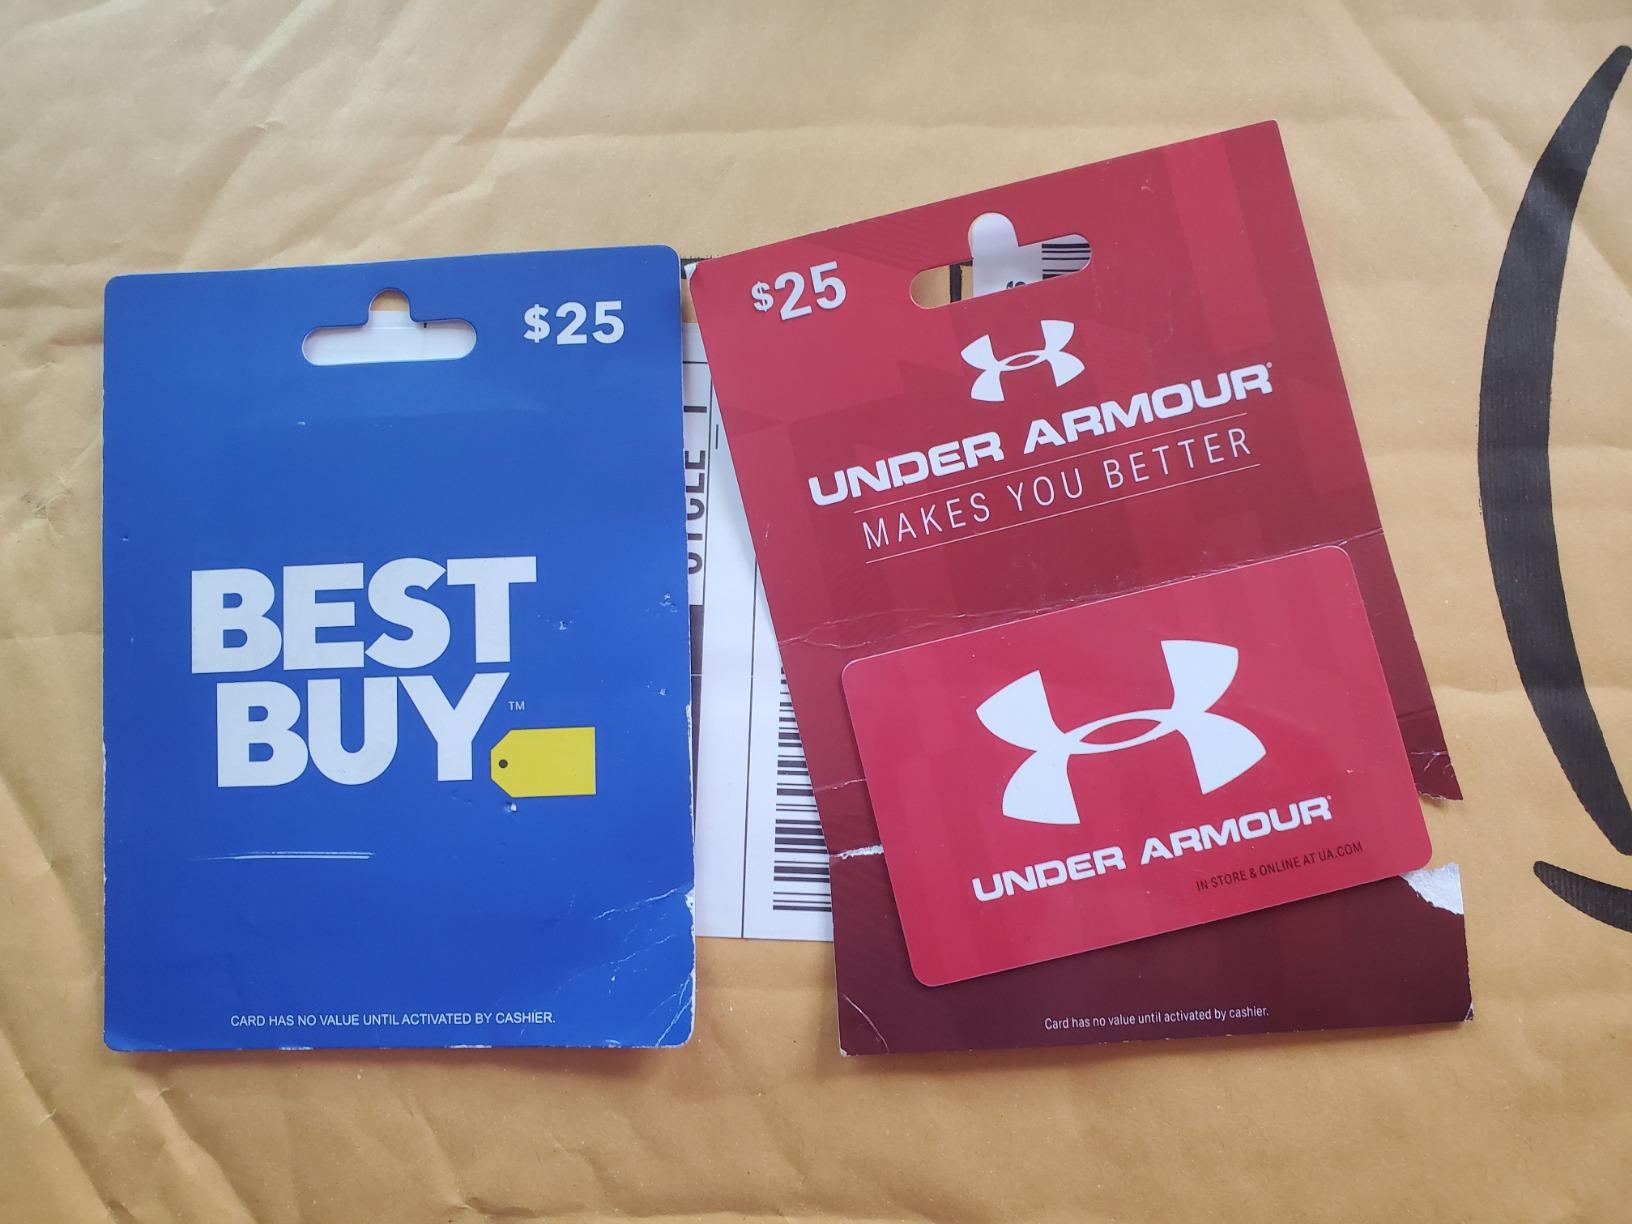 $25
BEST
BUY™
CARD HAS NO VALUE UNTIL ACTIVATED BY CASHIER.
$25
UNDER ARMOUR®
MAKES YOU BETTER
UNDER ARMOUR®
IN STORE & ONLINE AT UA.COM
Card has no value until activated by cashier.